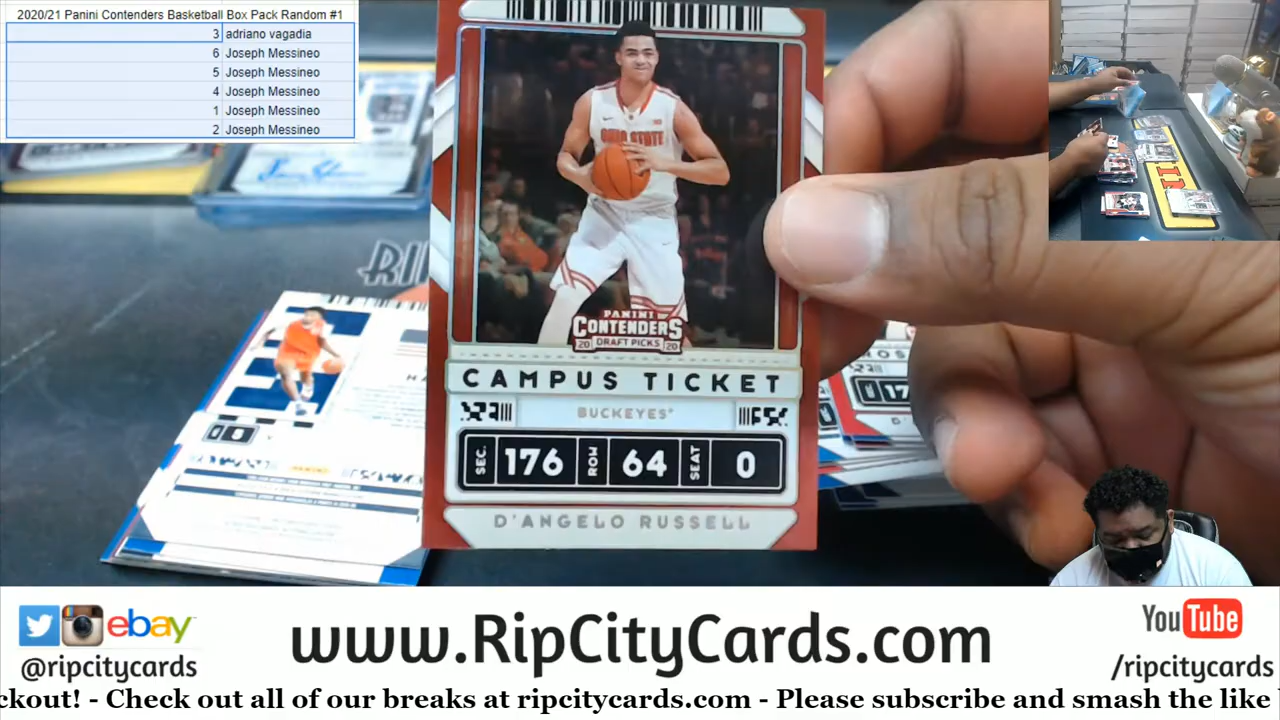 2020/21 Panini Contenders Basketball Box Pack Random #1
3 adriano vagadia
6 Joseph Messineo
5 Joseph Messineo
4 Joseph Messineo
1 Joseph Messineo
2 Joseph Messineo
OHIO STATE
PANINI
CONTENDERS
20 DRAFT PICKS 20
CAMPUS TICKET
BUCKEYES
SEC. 176 ROW 64 SEAT 0
D'ANGELO RUSSELL
ebay
@ripcitycards
www.RipCityCards.com
YouTube
/ripcitycards
ckout! - Check out all of our breaks at ripcitycards.com - Please subscribe and smash the like